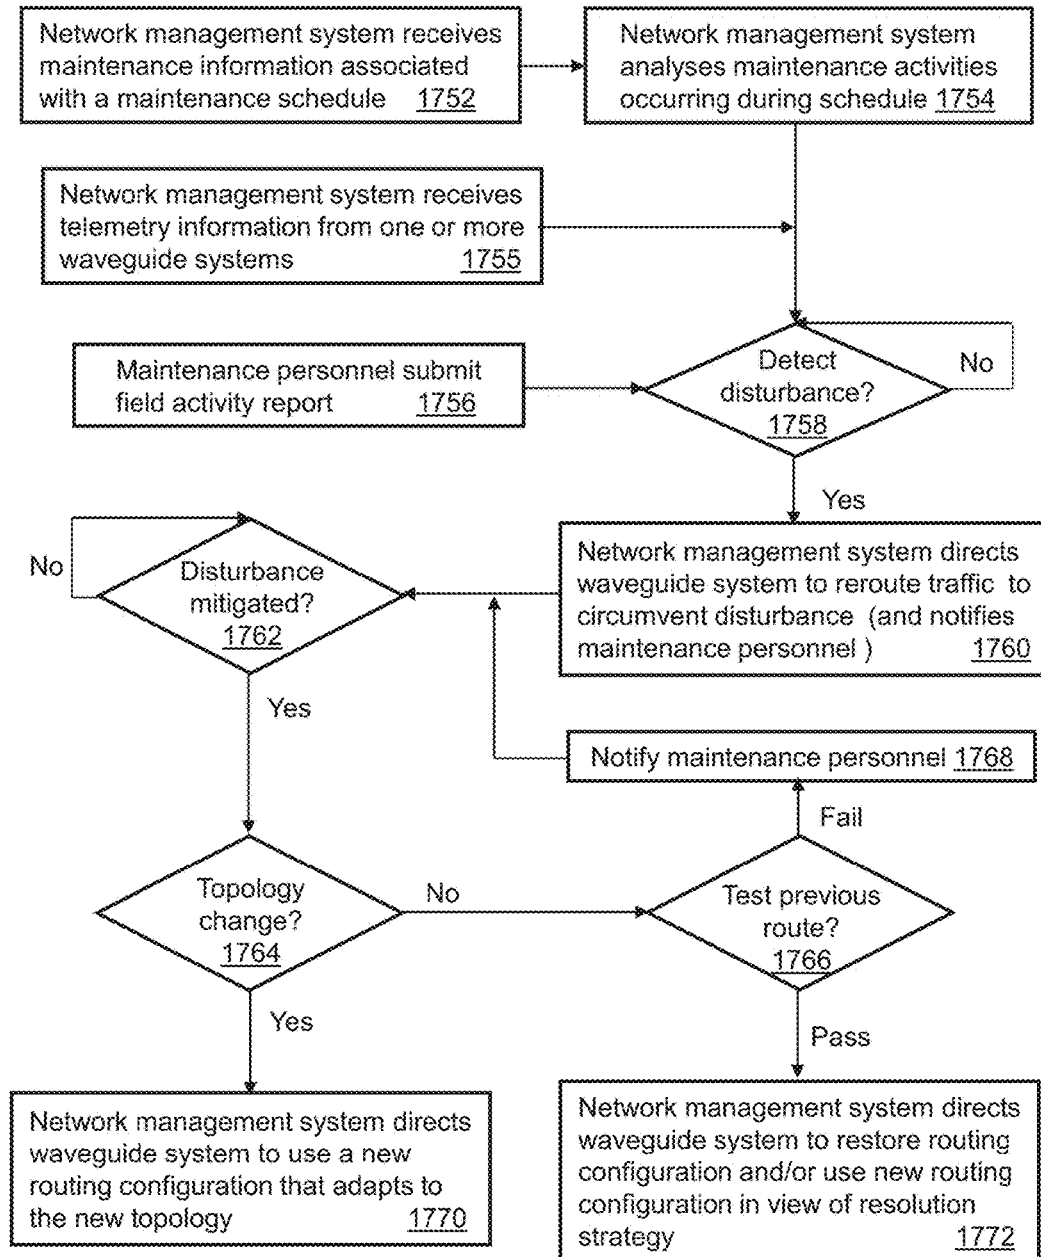 Network management system receives
maintenance information associated
with a maintenance schedule 1752
Network management system
analyses maintenance activities
occurring during schedule 1754
Network management system receives
telemetry information from one or more
waveguide systems 1755
Maintenance personnel submit
field activity report 1756
Detect
disturbance?
1758
No
Yes
Network management system directs
waveguide system to reroute traffic to
circumvent disturbance (and notifies
maintenance personnel ) 1760
No
Disturbance
mitigated?
1762
Yes
Notify maintenance personnel 1768
Fail
Topology
change?
1764
No
Test previous
route?
1766
Yes
Pass
Network management system directs
waveguide system to use a new
routing configuration that adapts to
the new topology 1770
Network management system directs
waveguide system to restore routing
configuration and/or use new routing
configuration in view of resolution
strategy 1772